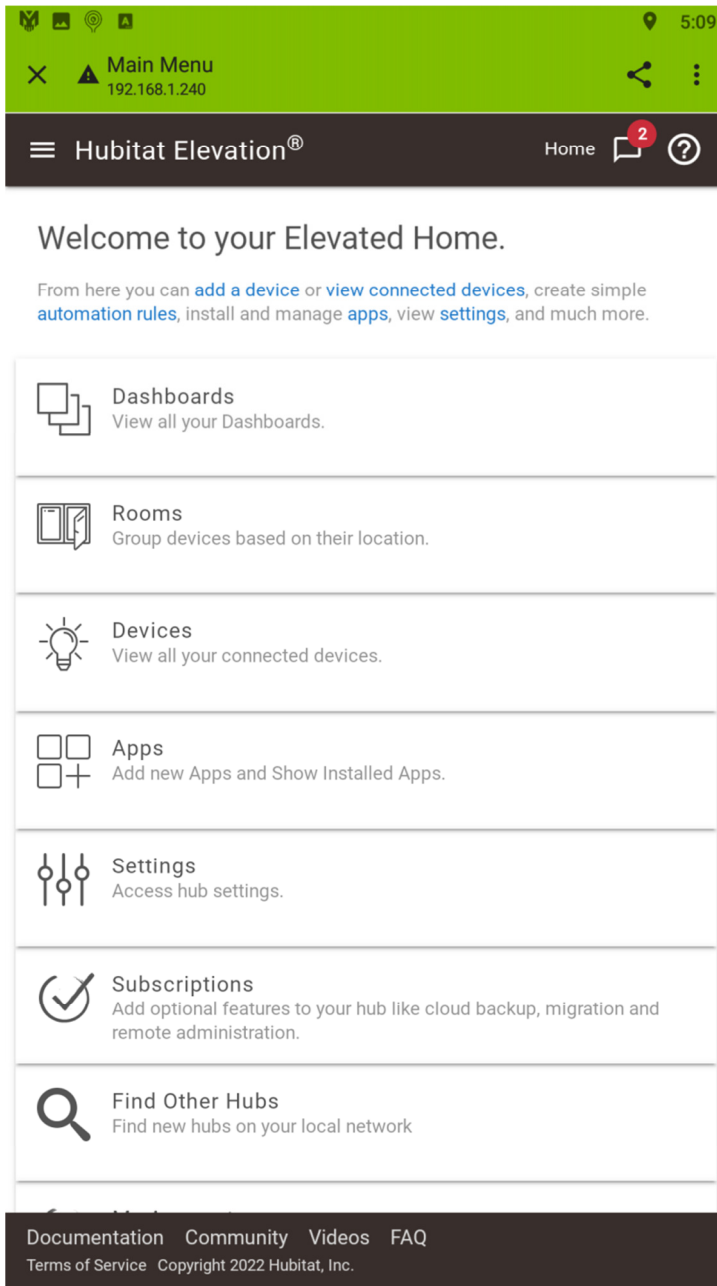 5:09
Main Menu
192.168.1.240
Hubitat Elevation®
Home
2
Welcome to your Elevated Home.
From here you can add a device or view connected devices, create simple
automation rules, install and manage apps, view settings, and much more.
Dashboards
View all your Dashboards.
Rooms
Group devices based on their location.
Devices
View all your connected devices.
Apps
Add new Apps and Show Installed Apps.
Settings
Access hub settings.
Subscriptions
Add optional features to your hub like cloud backup, migration and
remote administration.
Find Other Hubs
Find new hubs on your local network
Documentation Community Videos FAQ
Terms of Service Copyright 2022 Hubitat, Inc.